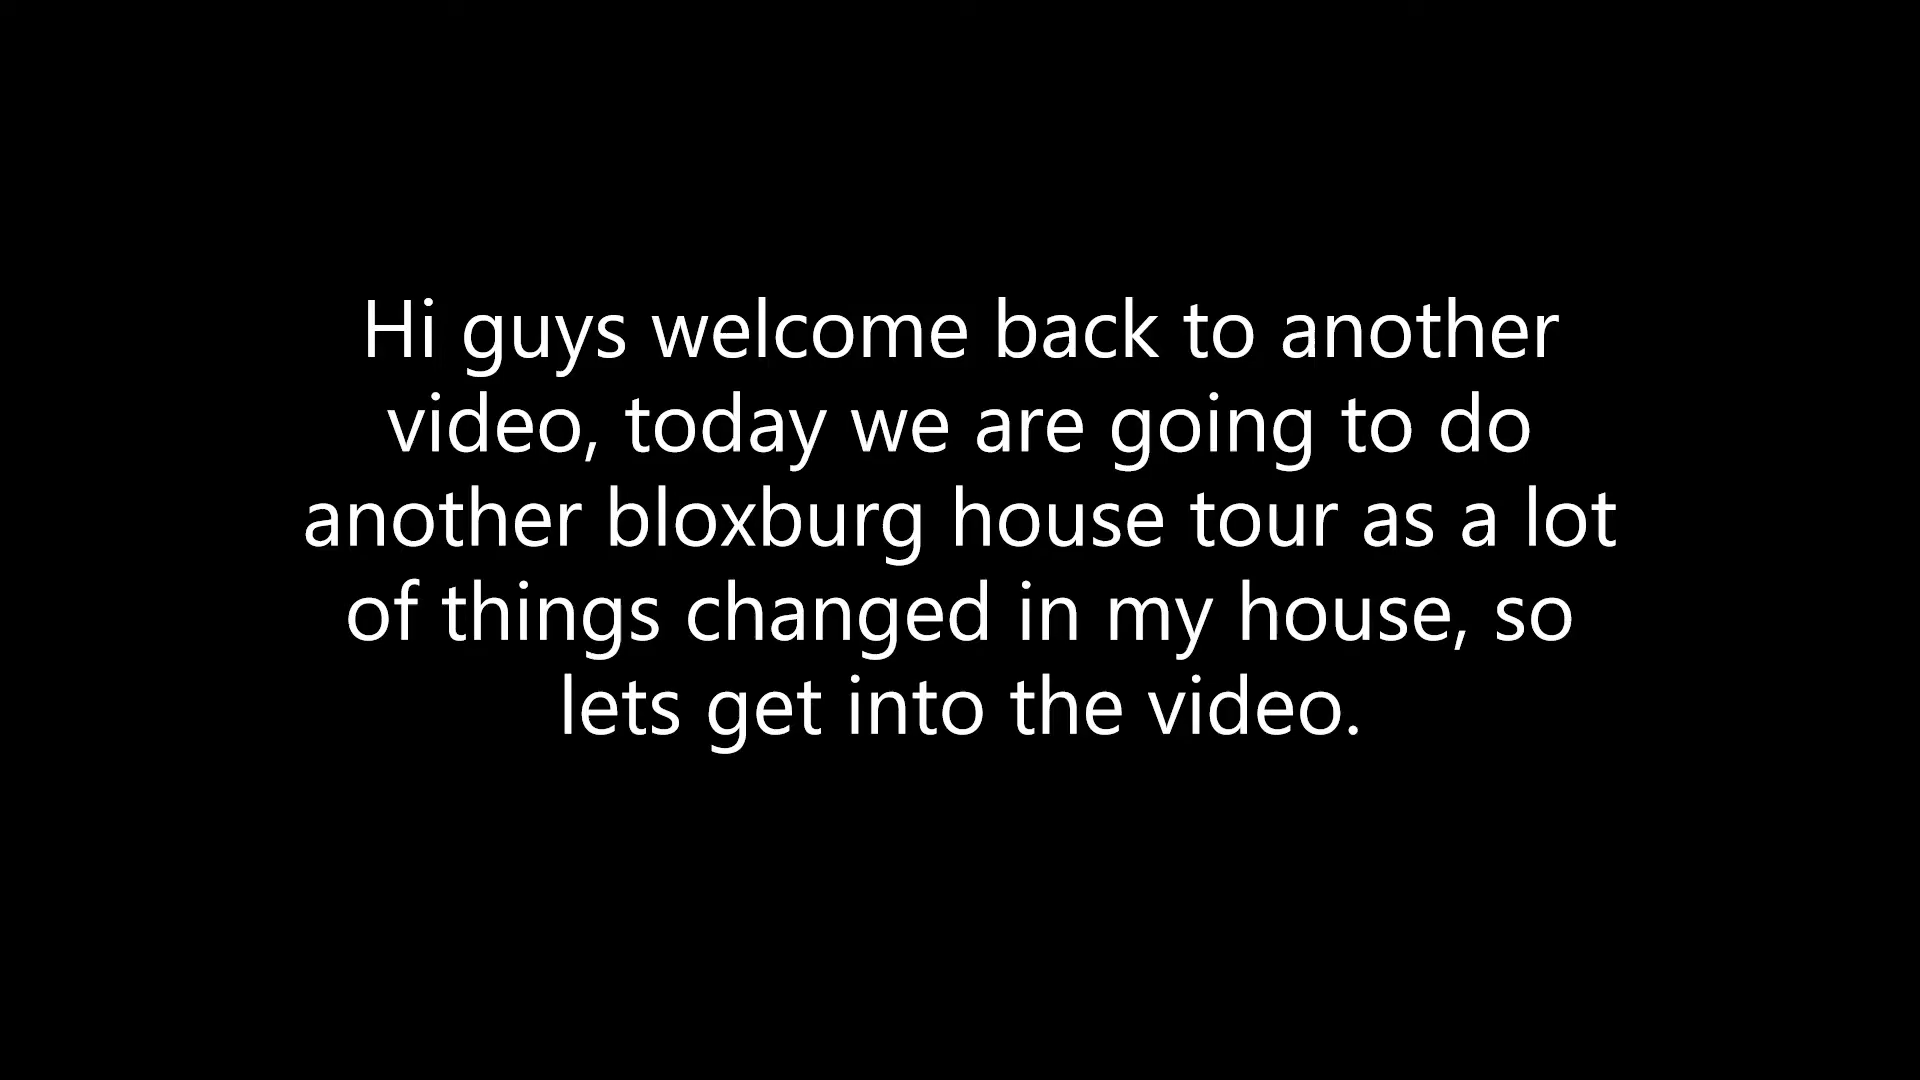 Hi guys welcome back to another
video, today we are going to do
another bloxburg house tour as a lot
of things changed in my house, so
lets get into the video.